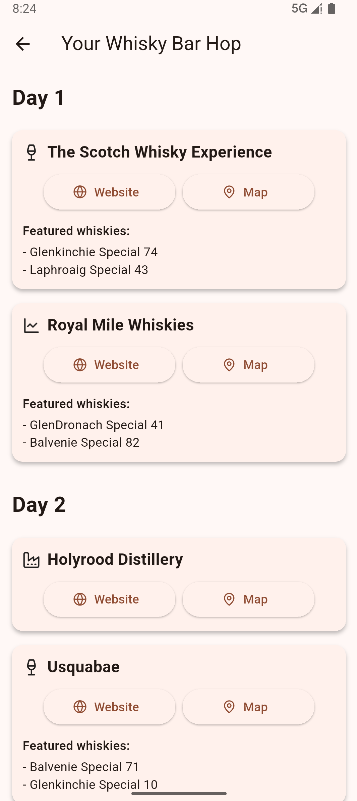 8:24
5G
Your Whisky Bar Hop
Day 1
The Scotch Whisky Experience
Website
Map
Featured whiskies:
- Glenkinchie Special 74
- Laphroaig Special 43
Royal Mile Whiskies
Website
Map
Featured whiskies:
- GlenDronach Special 41
- Balvenie Special 82
Day 2
Holyrood Distillery
Website
Map
Usquabae
Website
Map
Featured whiskies:
- Balvenie Special 71
- Glenkinchie Special 10